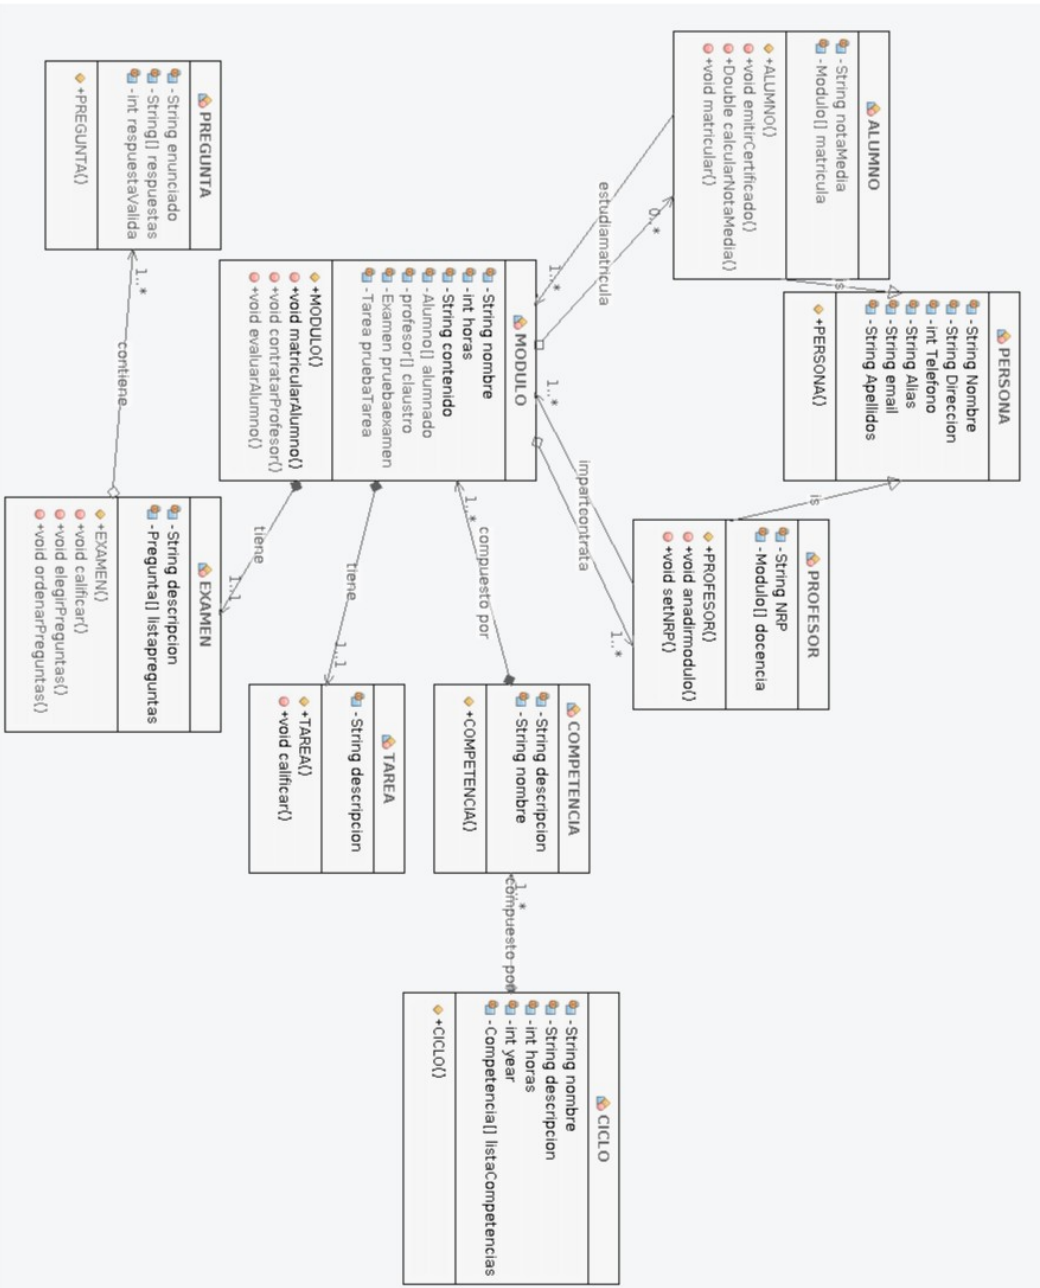 PERSONA
-String Nombre
-String Direccion
-int Telefono
-String Alias
-String email
-String Apellidos
+PERSONA()
ALUMNO
-String notaMedia
-Modulo[] matricula
+ALUMNO()
+void emitirCertificado()
+Double calcularNotaMedia()
+void matricular()
is
is
PROFESOR
-String NRP
-Modulo[] docencia
+PROFESOR()
+void anadirmodulo()
+void setNRP()
estudiamatricula
0..*
1..*
1..*
impartcontrata
1..*
MODULO
-String nombre
-int horas
-String contenido
-Alumno[] alumnado
-profesor[] claustro
-Examen pruebaexamen
-Tarea pruebaTarea
+MODULO()
+void matricularAlumno()
+void contratarProfesor()
+void evaluarAlumno()
1..*
compuesto por
COMPETENCIA
-String descripcion
-String nombre
+COMPETENCIA()
1..*
compuesto por
CICLO
-String nombre
-String descripcion
-int horas
-int year
-Competencia[] listaCompetencias
+CICLO()
tiene
1..1
TAREA
-String descripcion
+TAREA()
+void calificar()
tiene
1..1
PREGUNTA
-String enunciado
-String[] respuestas
-int respuestaValida
+PREGUNTA()
1..*
contiene
EXAMEN
-String descripcion
-Pregunta[] listapreguntas
+EXAMEN()
+void calificar()
+void elegirPreguntas()
+void ordenarPreguntas()